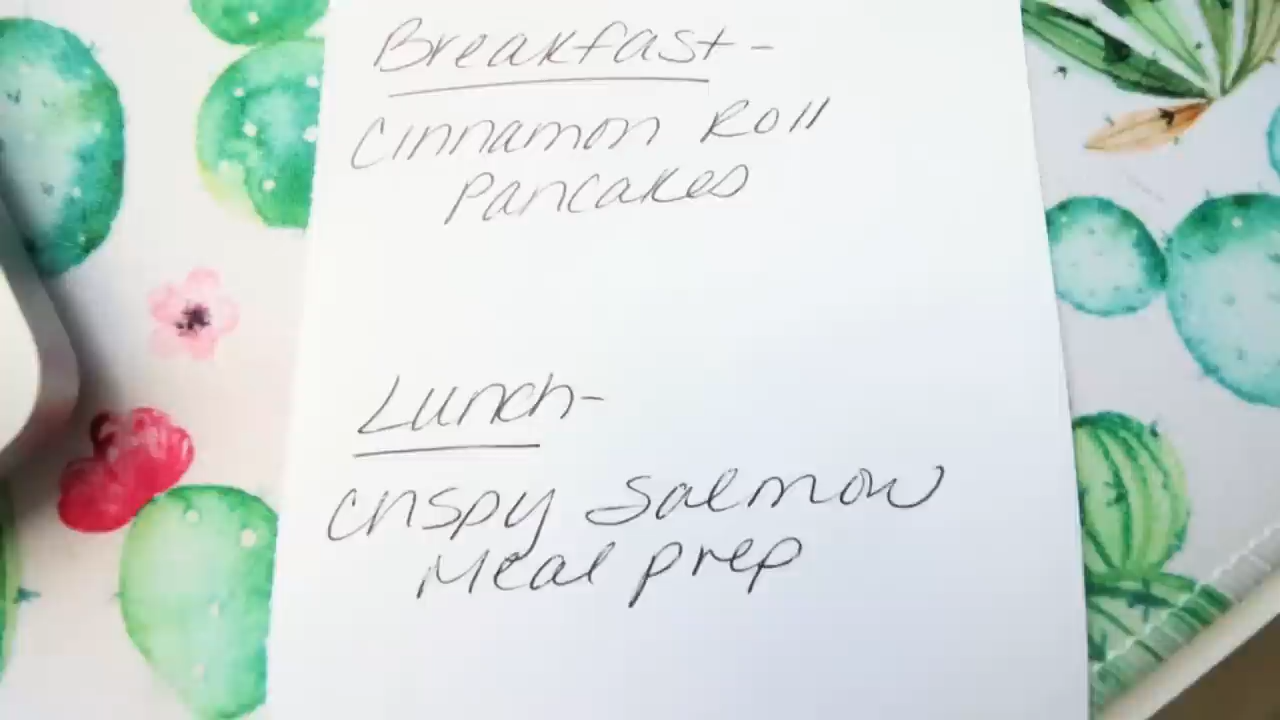 Breakfast-
Cinnamon Roll
Pancakes
Lunch-
Crispy Salmon
Meal prep